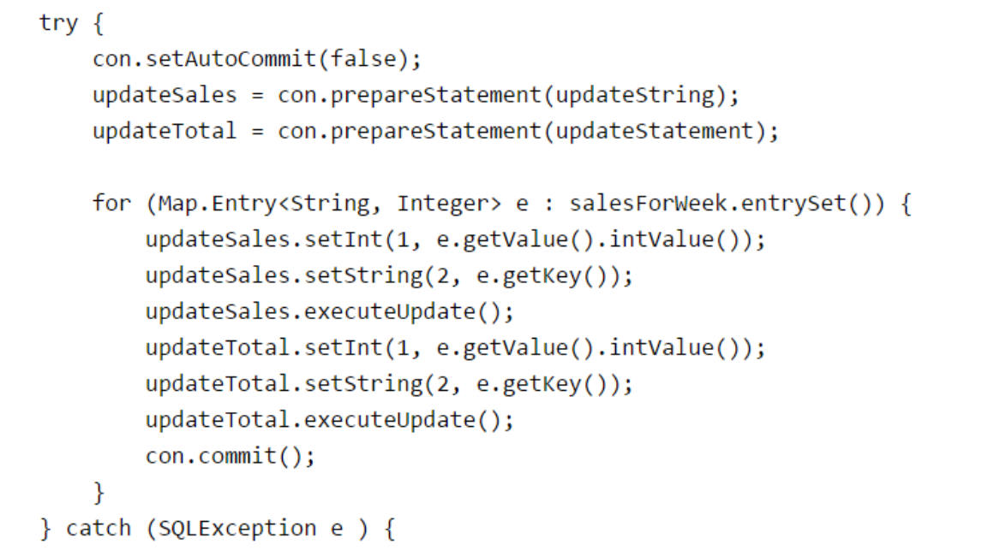 try {
    con.setAutoCommit(false);
    updateSales = con.prepareStatement(updateString);
    updateTotal = con.prepareStatement(updateStatement);

    for (Map.Entry<String, Integer> e : salesForWeek.entrySet()) {
        updateSales.setInt(1, e.getValue().intValue());
        updateSales.setString(2, e.getKey());
        updateSales.executeUpdate();
        updateTotal.setInt(1, e.getValue().intValue());
        updateTotal.setString(2, e.getKey());
        updateTotal.executeUpdate();
        con.commit();
    }
} catch (SQLException e ) {